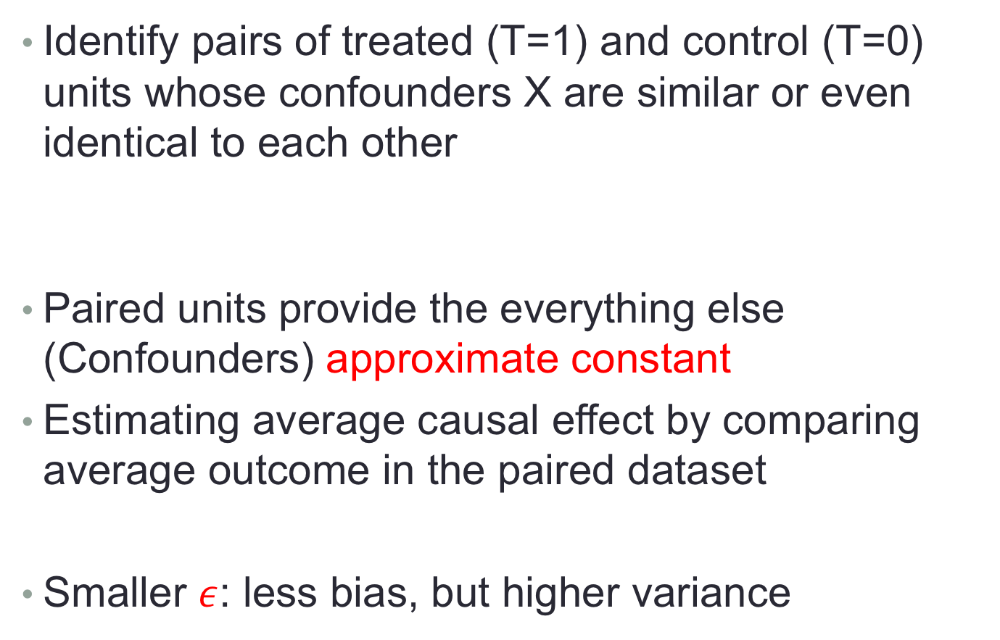 • Identify pairs of treated (T=1) and control (T=0)
units whose confounders X are similar or even
identical to each other
• Paired units provide the everything else
(Confounders) approximate constant
• Estimating average causal effect by comparing
average outcome in the paired dataset
• Smaller ϵ: less bias, but higher variance